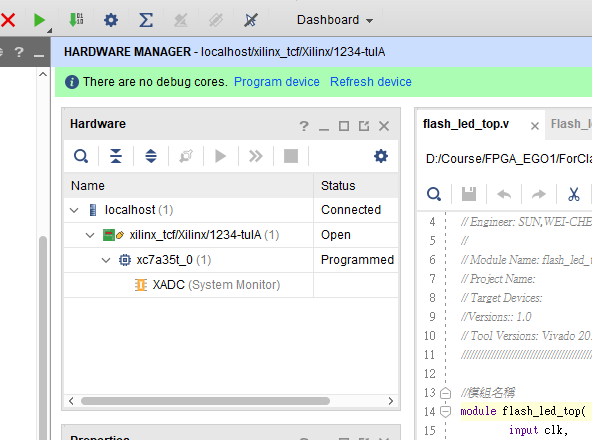 Dashboard
HARDWARE MANAGER - localhost/xilinx_tcf/Xilinx/1234-tulA
There are no debug cores. Program device Refresh device
Hardware
Name Status
localhost (1) Connected
xilinx_tcf/Xilinx/1234-tulA (1) Open
xc7a35t_0 (1) Programmed
XADC (System Monitor)
Properties
flash_led_top.v
Flash_l
D:/Course/FPGA_EGO1/ForCla
4 // Engineer: SUN,WEI-CHE
5 //
6 // Module Name: flash_led_t
7 // Project Name:
8 // Target Devices:
9 //Versions:: 1.0
10 // Tool Versions: Vivado 20
11 //////////////////////////////////////////
12
13 //模組名稱
14 module flash_led_top(
input clk,